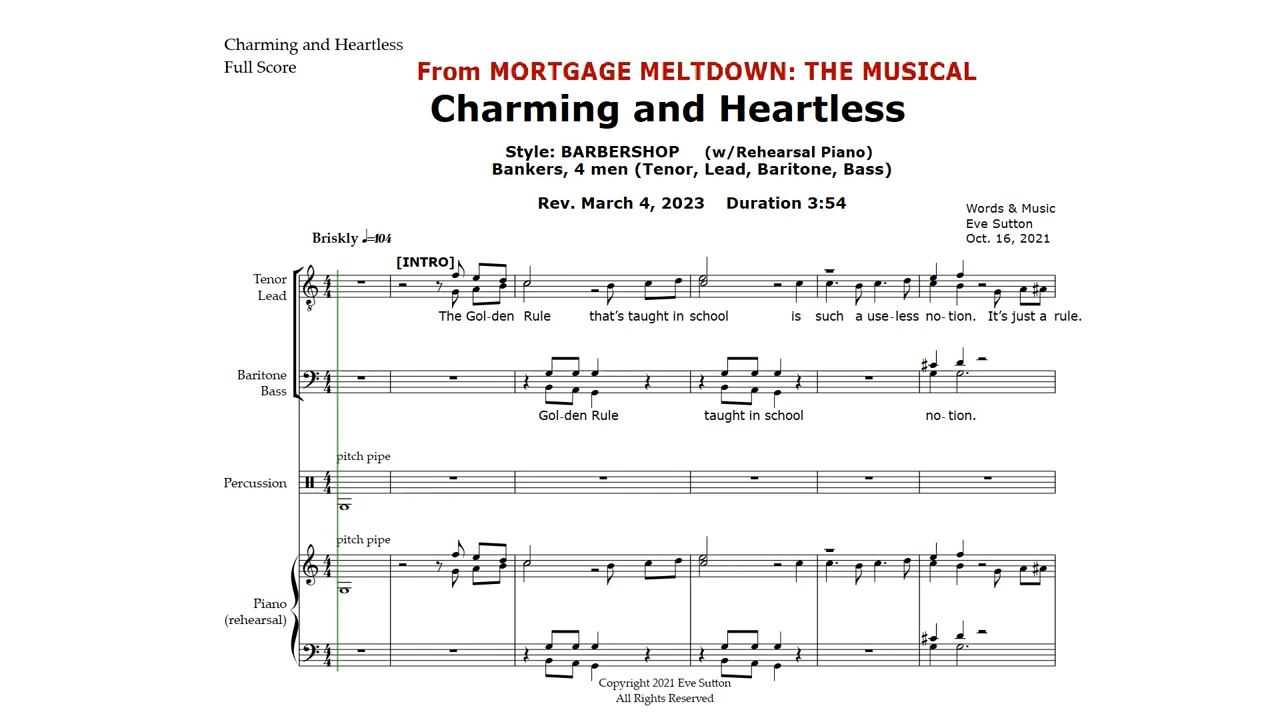 Charming and Heartless
Full Score
From MORTGAGE MELTDOWN: THE MUSICAL
Charming and Heartless
Style: BARBERSHOP (w/Rehearsal Piano)
Bankers, 4 men (Tenor, Lead, Baritone, Bass)
Rev. March 4, 2023 Duration 3:54
Words & Music
Eve Sutton
Oct. 16, 2021
Briskly ♩=104
[INTRO]
Tenor
Lead
The Gol-den Rule that's taught in school is such a use-less no-tion. It's just a rule.
Baritone
Bass
Gol-den Rule taught in school no-tion.
pitch pipe
Percussion
pitch pipe
Piano
(rehearsal)
Copyright 2021 Eve Sutton
All Rights Reserved